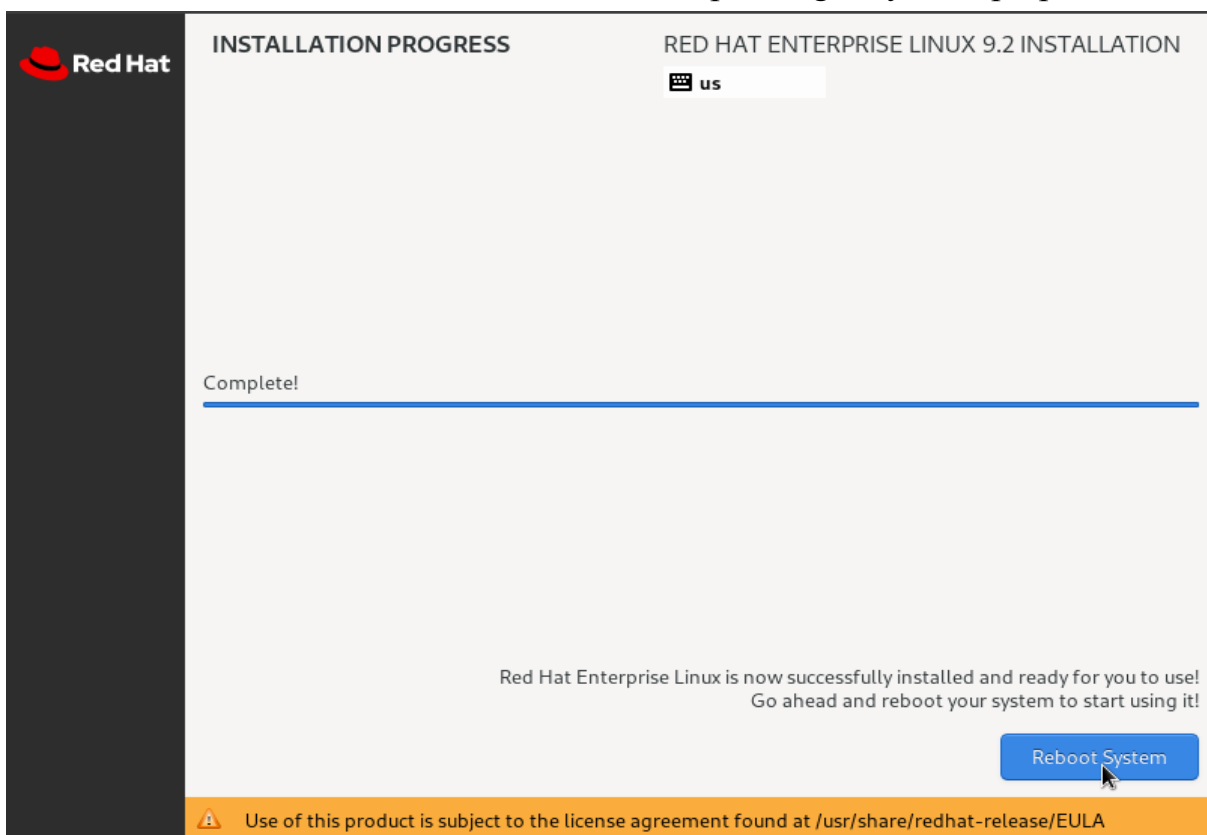 Red Hat
INSTALLATION PROGRESS
RED HAT ENTERPRISE LINUX 9.2 INSTALLATION
us
Complete!
Red Hat Enterprise Linux is now successfully installed and ready for you to use!
Go ahead and reboot your system to start using it!
Reboot System
Use of this product is subject to the license agreement found at /usr/share/redhat-release/EULA